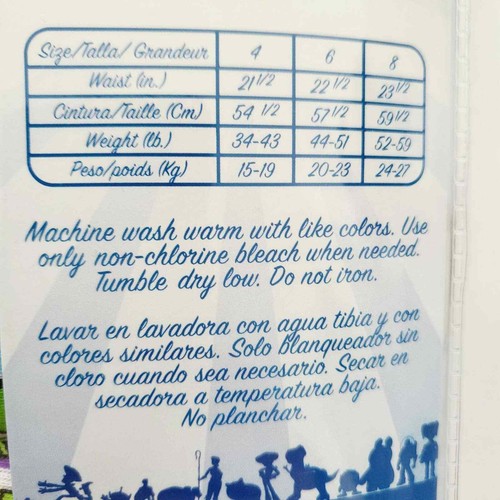 Size/Talla/Grandeur 4 6 8
Waist (in.) 21 1/2 22 1/2 23 1/2
Cintura/Taille (Cm) 54 1/2 57 1/2 59 1/2
Weight (lb.) 34-43 44-51 52-59
Peso/poids (Kg) 15-19 20-23 24-27
Machine wash warm with like colors. Use
only non-chlorine bleach when needed.
Tumble dry low. Do not iron.
Lavar en lavadora con agua tibia y con
colores similares. Solo blanqueador sin
cloro cuando sea necesario. Secar en
secadora a temperatura baja.
No planchar.